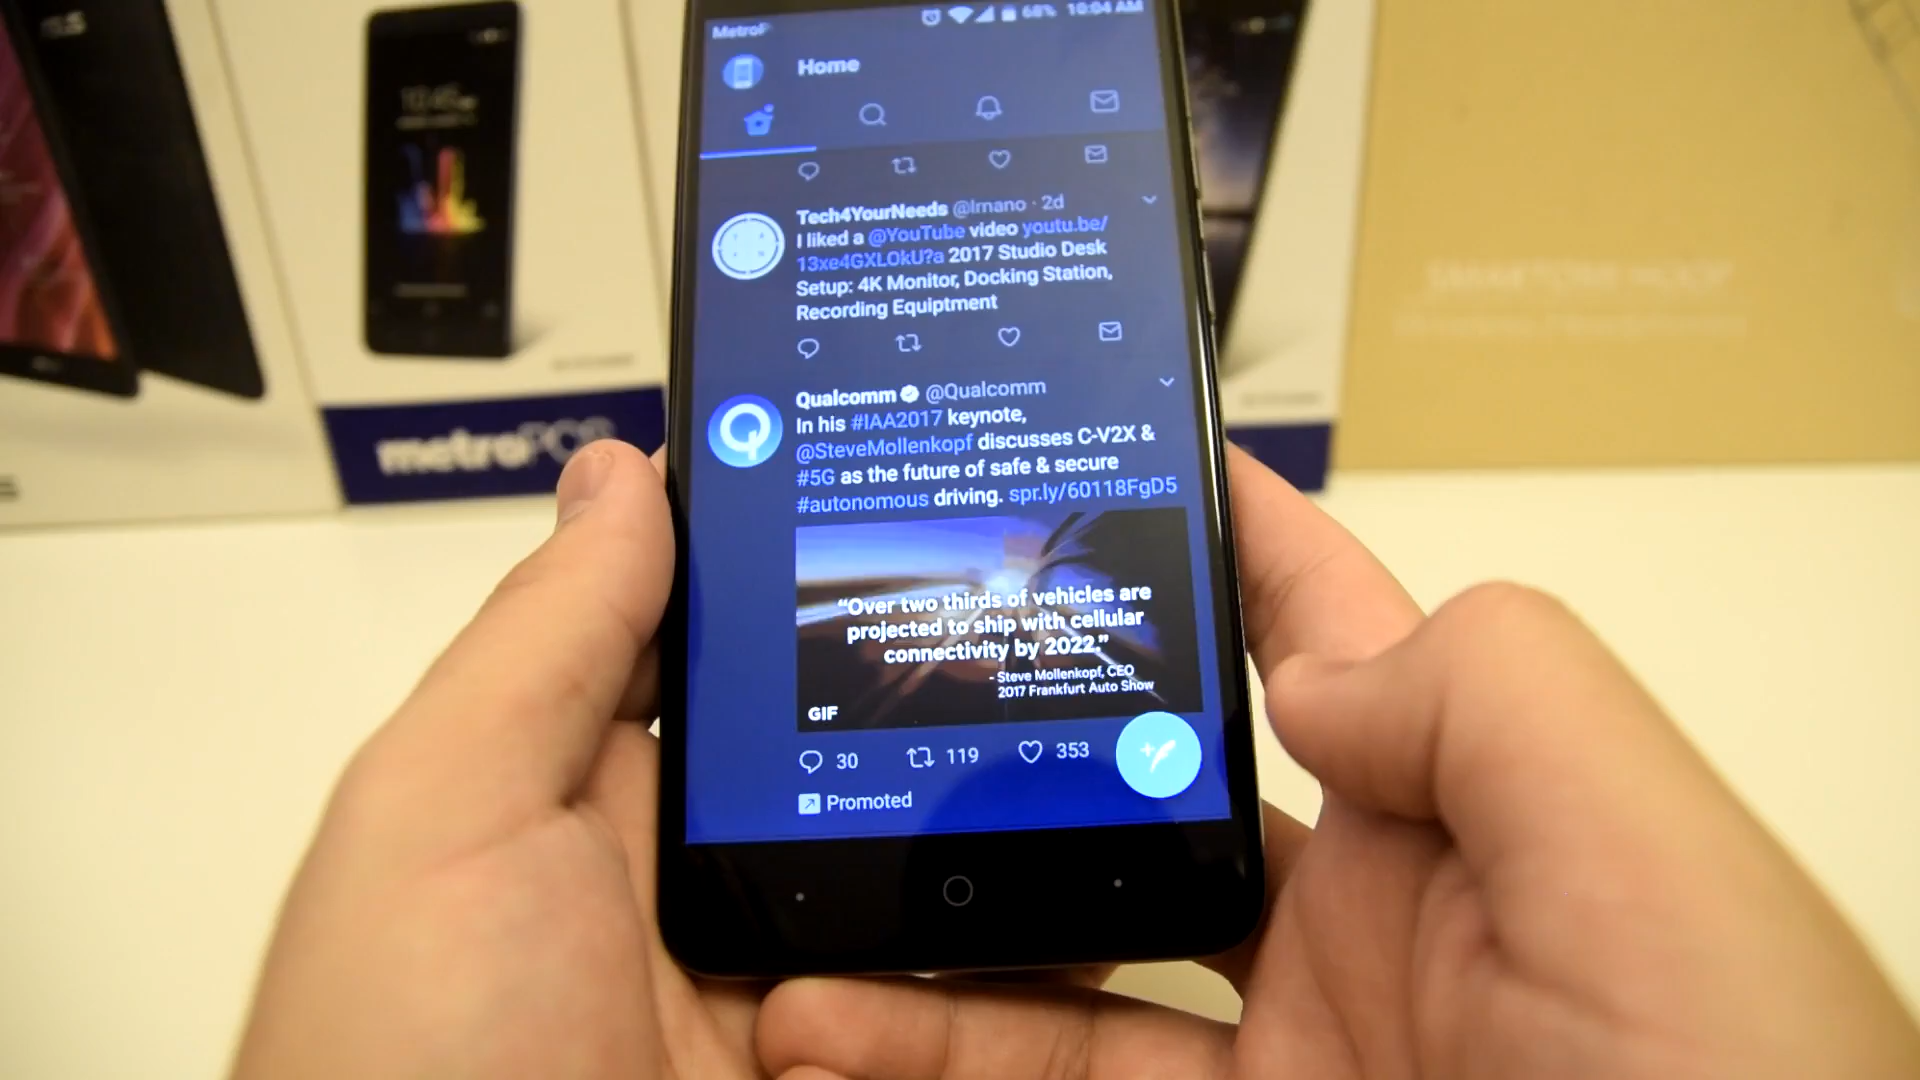 MetroP
68% 10:04 AM
Home
Tech4YourNeeds @lrnano · 2d
I liked a @YouTube video youtu.be/
13xe4GXLOkU?a 2017 Studio Desk
Setup: 4K Monitor, Docking Station,
Recording Equiptment
Qualcomm @Qualcomm
In his #IAA2017 keynote,
@SteveMollenkopf discusses C-V2X &
#5G as the future of safe & secure
#autonomous driving. spr.ly/60118FgD5
“Over two thirds of vehicles are
projected to ship with cellular
connectivity by 2022.”
- Steve Mollenkopf, CEO
2017 Frankfurt Auto Show
GIF
30 119 353
Promoted
metroPCS